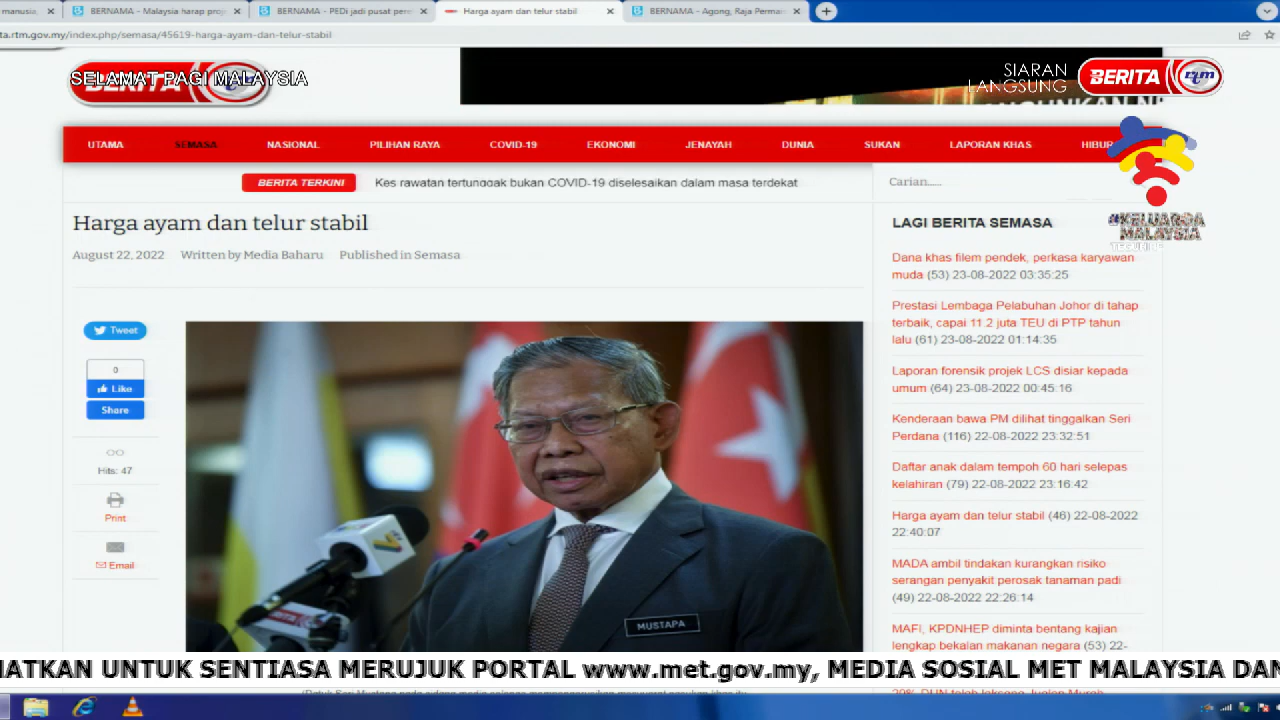 manusia,
BERNAMA - Malaysia harap proj
BERNAMA - PEDi jadi pusat per
Harga ayam dan telur stabil
BERNAMA - Agong, Raja Permai
ta.rtm.gov.my/index.php/semasa/45619-harga-ayam-dan-telur-stabil
SELAMAT PAGI MALAYSIA
BERITA
SIARAN
LANGSUNG
BERITA rtm
UTAMA SEMASA NASIONAL PILIHAN RAYA COVID-19 EKONOMI JENAYAH DUNIA SUKAN LAPORAN KHAS HIBUR
BERITA TERKINI Kes rawatan tertunggak bukan COVID-19 diselesaikan dalam masa terdekat
Carian.....
Harga ayam dan telur stabil
August 22, 2022 Written by Media Baharu Published in Semasa
Tweet
0
Like
Share
Hits: 47
Print
Email
MUSTAPA
LAGI BERITA SEMASA
#KELUARGA
MALAYSIA
Dana khas filem pendek, perkasa karyawan
muda (53) 23-08-2022 03:35:25
Prestasi Lembaga Pelabuhan Johor di tahap
terbaik, capai 11.2 juta TEU di PTP tahun
lalu (61) 23-08-2022 01:14:35
Laporan forensik projek LCS disiar kepada
umum (64) 23-08-2022 00:45:16
Kenderaan bawa PM dilihat tinggalkan Seri
Perdana (116) 22-08-2022 23:32:51
Daftar anak dalam tempoh 60 hari selepas
kelahiran (79) 22-08-2022 23:16:42
Harga ayam dan telur stabil (46) 22-08-2022
22:40:07
MADA ambil tindakan kurangkan risiko
serangan penyakit perosak tanaman padi
(49) 22-08-2022 22:26:14
MAFI, KPDNHEP diminta bentang kajian
lengkap bekalan makanan negara (53) 22-
MATKAN UNTUK SENTIASA MERUJUK PORTAL www.met.gov.my, MEDIA SOSIAL MET MALAYSIA DAN